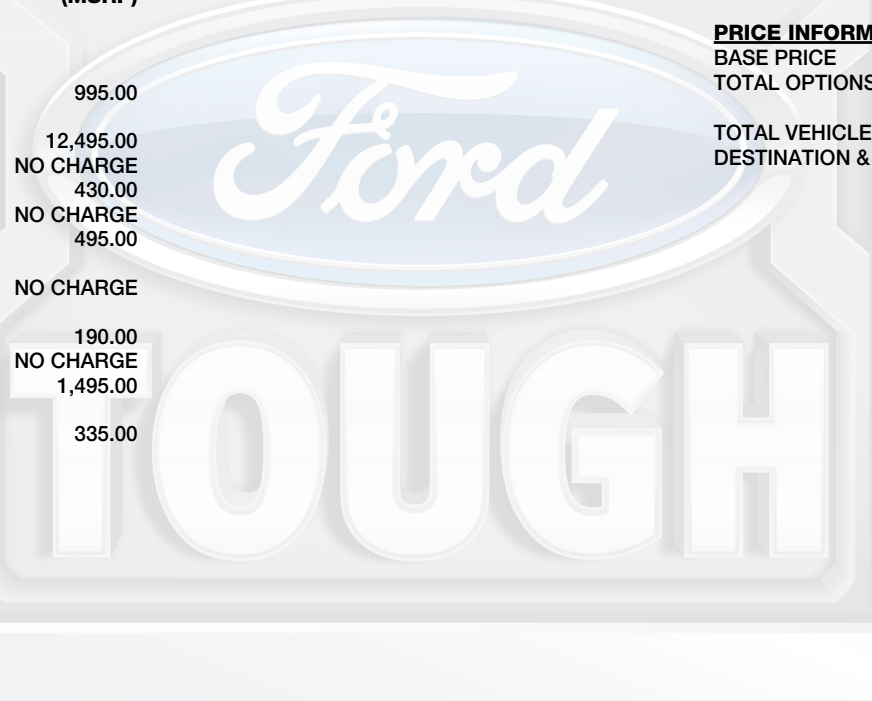 (MSRP)
995.00
12,495.00
NO CHARGE
430.00
NO CHARGE
495.00
NO CHARGE
190.00
NO CHARGE
1,495.00
335.00
PRICE INFORM
BASE PRICE
TOTAL OPTIONS
TOTAL VEHICLE
DESTINATION &
Ford
TOUGH